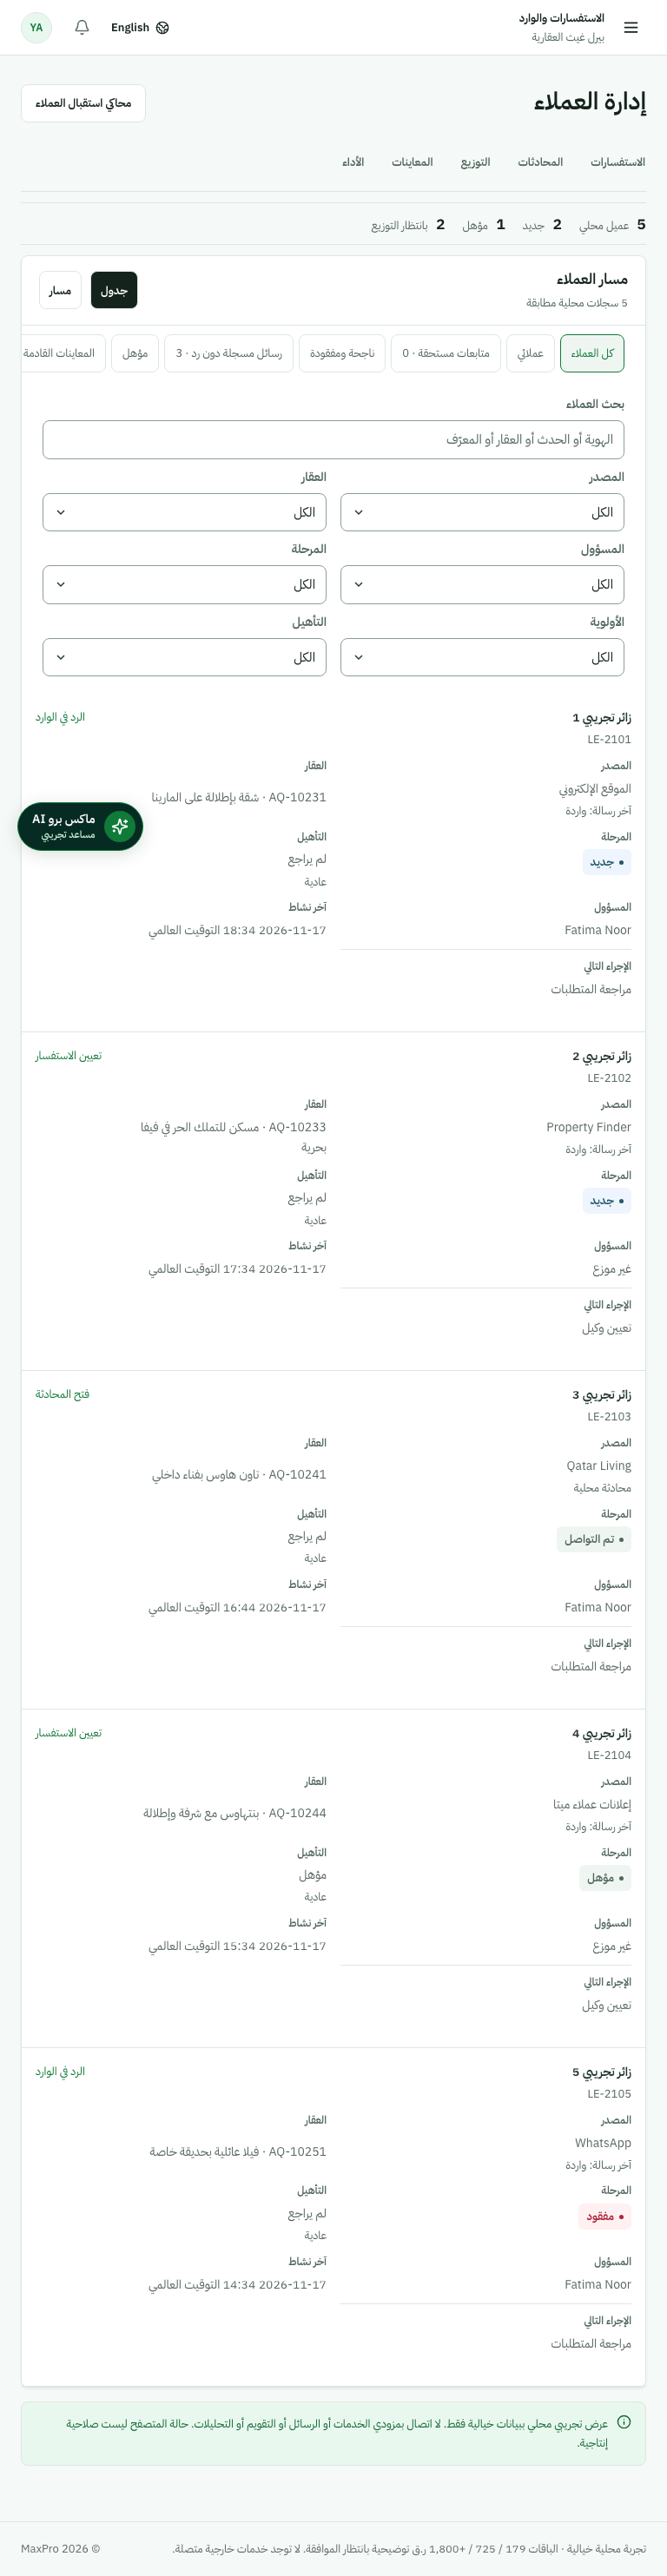 الاستفسارات والوارد
بيرل غيت العقارية
English
YA
إدارة العملاء
محاكي استقبال العملاء
الاستفسارات
المحادثات
التوزيع
المعاينات
الأداء
5 عميل محلي
2 جديد
1 مؤهل
2 بانتظار التوزيع
مسار العملاء
5 سجلات محلية مطابقة
جدول
مسار
كل العملاء
عملائي
متابعات مستحقة · 0
ناجحة ومفقودة
رسائل مسجلة دون رد · 3
مؤهل
المعاينات القادمة
بحث العملاء
الهوية أو الحدث أو العقار أو المعرّف
المصدر
العقار
الكل
الكل
المسؤول
المرحلة
الكل
الكل
الأولوية
التأهيل
الكل
الكل
زائر تجريبي 1
الرد في الوارد
LE-2101
المصدر
العقار
الموقع الإلكتروني
آخر رسالة: واردة
AQ-10231 · شقة بإطلالة على المارينا
المرحلة
التأهيل
جديد
لم يراجع
عادية
المسؤول
آخر نشاط
Fatima Noor
2026-11-17 18:34 التوقيت العالمي
الإجراء التالي
مراجعة المتطلبات
ماكس برو AI
مساعد تجريبي
زائر تجريبي 2
تعيين الاستفسار
LE-2102
المصدر
العقار
Property Finder
آخر رسالة: واردة
AQ-10233 · مسكن للتملك الحر في فيفا
بحرية
المرحلة
التأهيل
جديد
لم يراجع
عادية
المسؤول
آخر نشاط
غير موزع
2026-11-17 17:34 التوقيت العالمي
الإجراء التالي
تعيين وكيل
زائر تجريبي 3
فتح المحادثة
LE-2103
المصدر
العقار
Qatar Living
محادثة محلية
AQ-10241 · تاون هاوس بفناء داخلي
المرحلة
التأهيل
تم التواصل
لم يراجع
عادية
المسؤول
آخر نشاط
Fatima Noor
2026-11-17 16:44 التوقيت العالمي
الإجراء التالي
مراجعة المتطلبات
زائر تجريبي 4
تعيين الاستفسار
LE-2104
المصدر
العقار
إعلانات عملاء ميتا
آخر رسالة: واردة
AQ-10244 · بنتهاوس مع شرفة وإطلالة
المرحلة
التأهيل
مؤهل
مؤهل
عادية
المسؤول
آخر نشاط
غير موزع
2026-11-17 15:34 التوقيت العالمي
الإجراء التالي
تعيين وكيل
زائر تجريبي 5
الرد في الوارد
LE-2105
المصدر
العقار
WhatsApp
آخر رسالة: واردة
AQ-10251 · فيلا عائلية بحديقة خاصة
المرحلة
التأهيل
مفقود
لم يراجع
عادية
المسؤول
آخر نشاط
Fatima Noor
2026-11-17 14:34 التوقيت العالمي
الإجراء التالي
مراجعة المتطلبات
عرض تجريبي محلي ببيانات خيالية فقط. لا اتصال بمزودي الخدمات أو الرسائل أو التقويم أو التحليلات. حالة المتصفح ليست صلاحية
إنتاجية.
تجربة محلية خيالية · الباقات 179 / 725 / +1,800 ر.ق توضيحية بانتظار الموافقة. لا توجد خدمات خارجية متصلة.
© 2026 MaxPro